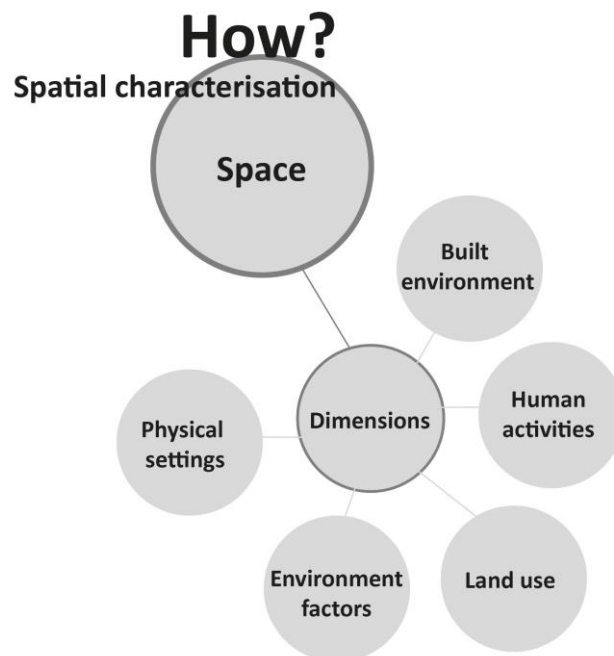 How?
Spatial characterisation
Space
Built
environment
Dimensions
Human
activities
Physical
settings
Environment
factors
Land use